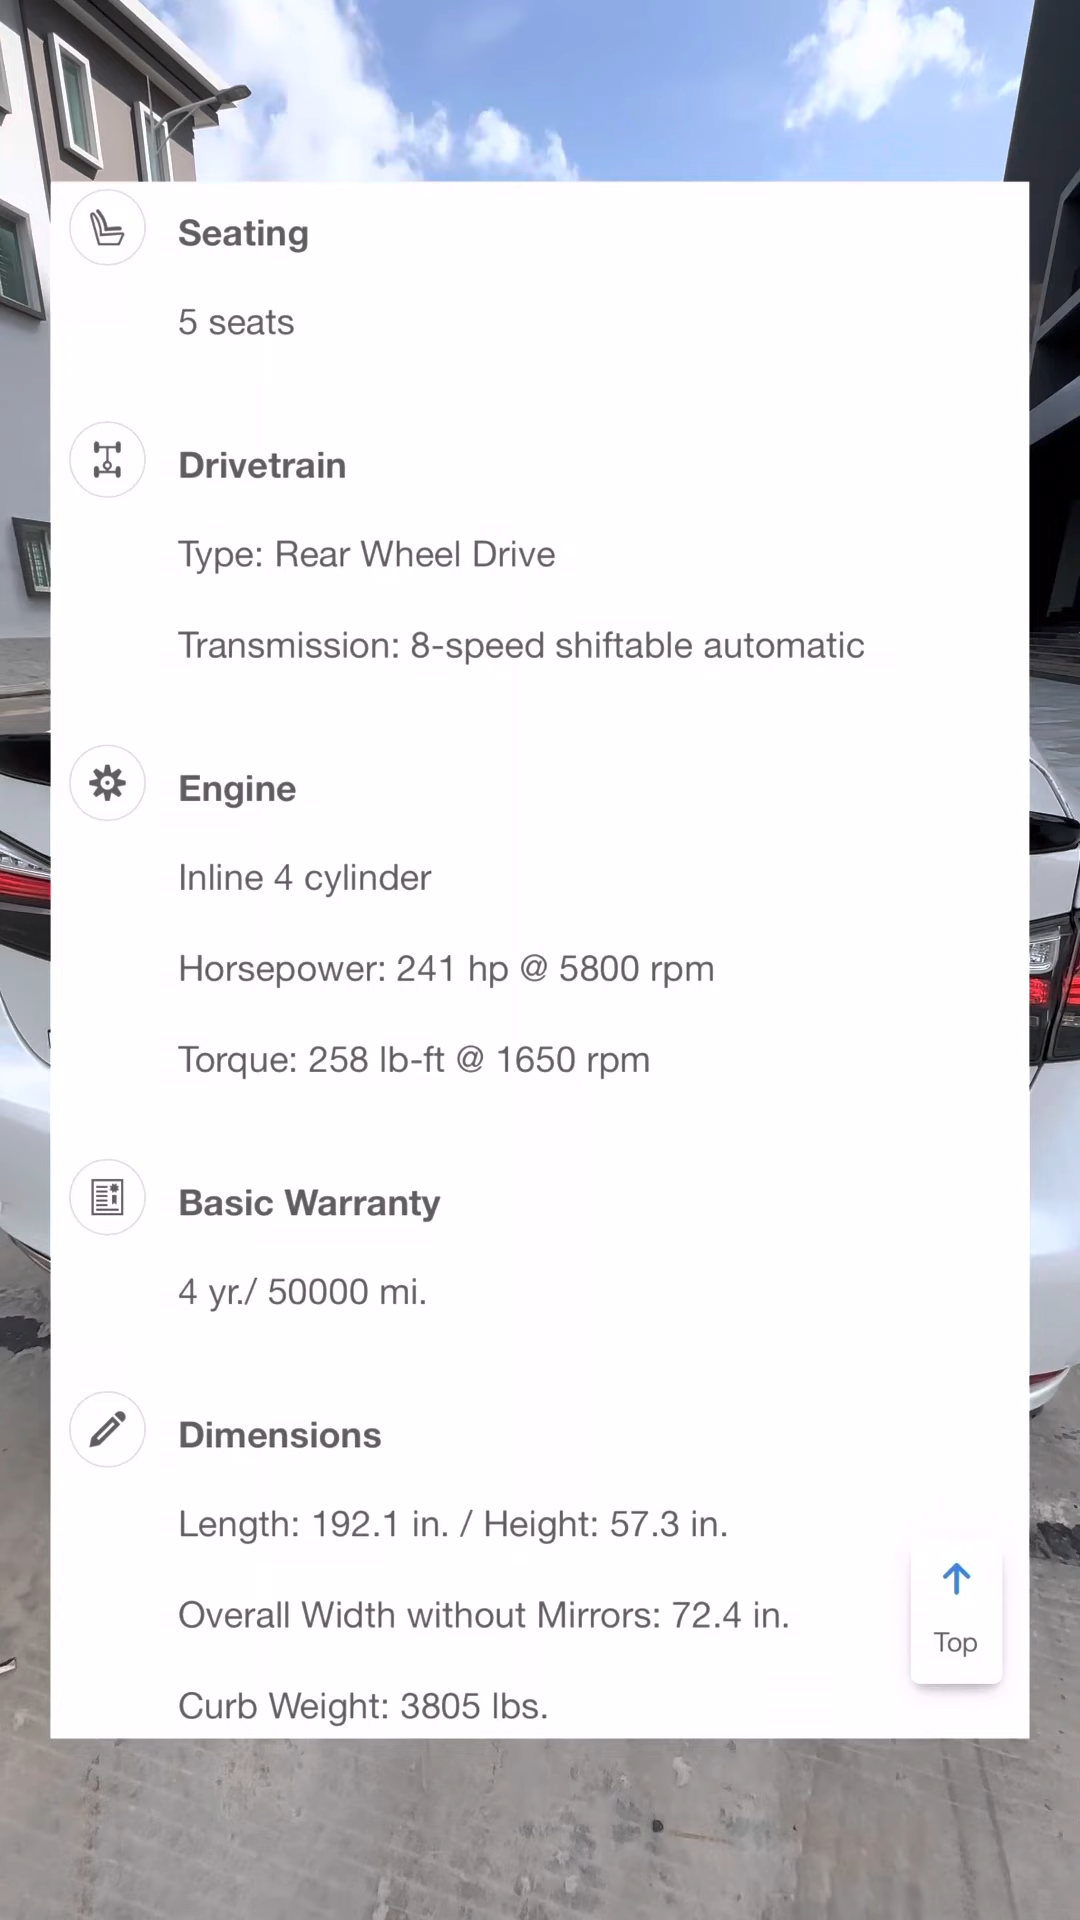 Seating
5 seats
Drivetrain
Type: Rear Wheel Drive
Transmission: 8-speed shiftable automatic
Engine
Inline 4 cylinder
Horsepower: 241 hp @ 5800 rpm
Torque: 258 lb-ft @ 1650 rpm
Basic Warranty
4 yr./ 50000 mi.
Dimensions
Length: 192.1 in. / Height: 57.3 in.
Overall Width without Mirrors: 72.4 in.
Curb Weight: 3805 lbs.
Top